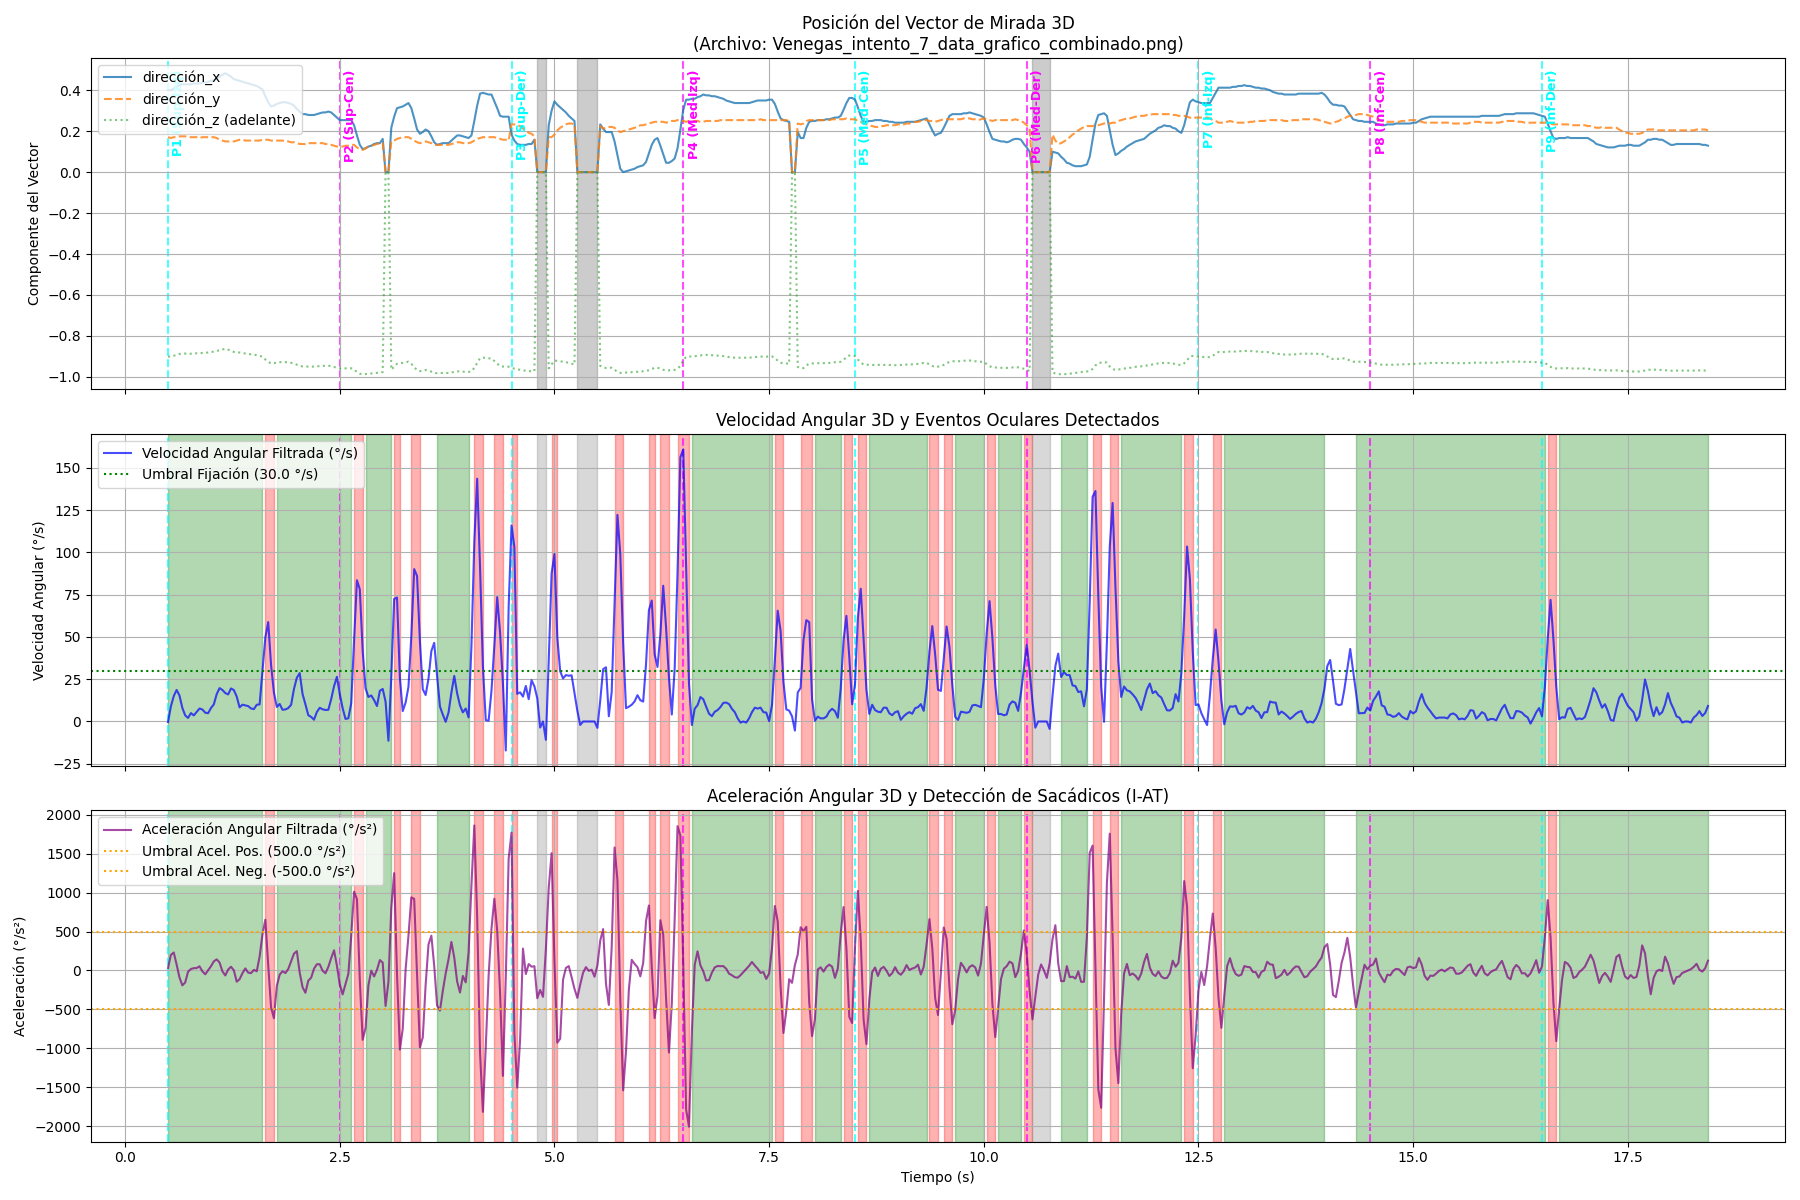 Posición del Vector de Mirada 3D
(Archivo: Venegas_intento_7_data_grafico_combinado.png)
Componente del Vector
0.4
0.2
0.0
−0.2
−0.4
−0.6
−0.8
−1.0
dirección_x
dirección_y
dirección_z (adelante)
P2 (Sup-Cen)
P3 (Sup-Der)
P4 (Med-Izq)
P5 (Med-Der)
P6 (Med-Der)
P7 (Inf-Izq)
P8 (Inf-Cen)
P9 (Inf-Der)
Velocidad Angular 3D y Eventos Oculares Detectados
Velocidad Angular (°/s)
150
125
100
75
50
25
0
−25
Velocidad Angular Filtrada (°/s)
Umbral Fijación (30.0 °/s)
Aceleración Angular 3D y Detección de Sacádicos (I-AT)
Aceleración (°/s²)
2000
1500
1000
500
0
−500
−1000
−1500
−2000
Aceleración Angular Filtrada (°/s²)
Umbral Acel. Pos. (500.0 °/s²)
Umbral Acel. Neg. (-500.0 °/s²)
0.0
2.5
5.0
7.5
10.0
12.5
15.0
17.5
Tiempo (s)